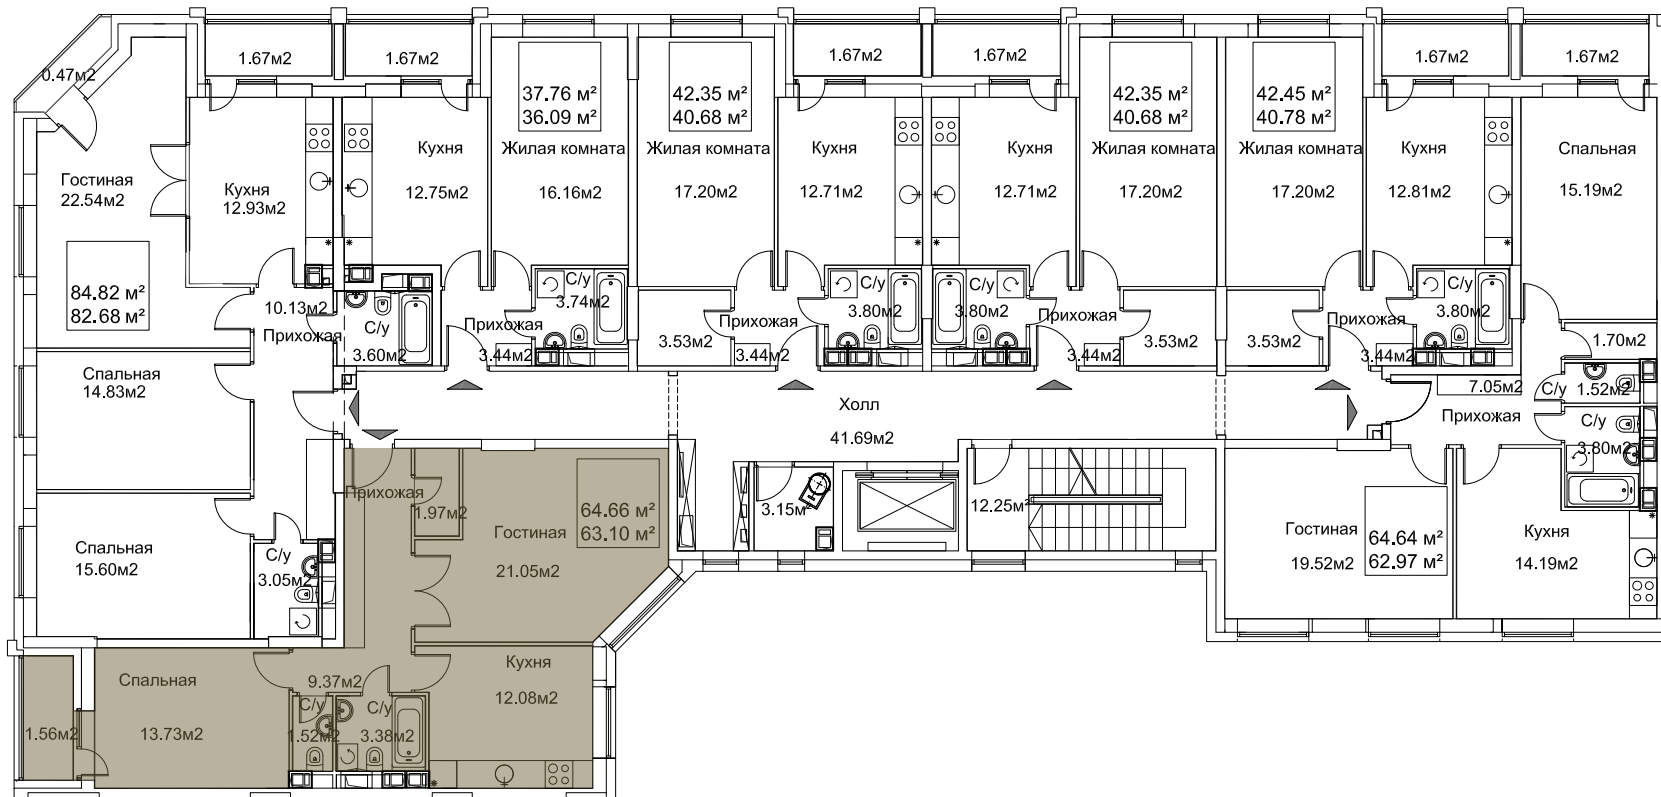 1.67м2
1.67м2
1.67м2
1.67м2
1.67м2
1.67м2
0.47м2
37.76 м²
36.09 м²
42.35 м²
40.68 м²
42.35 м²
40.68 м²
42.45 м²
40.78 м²
Гостиная
22.54м2
Кухня
12.93м2
Кухня
12.75м2
Жилая комната
16.16м2
Жилая комната
17.20м2
Кухня
12.71м2
Кухня
12.71м2
Жилая комната
17.20м2
Жилая комната
17.20м2
Кухня
12.81м2
Спальная
15.19м2
84.82 м²
82.68 м²
10.13м2
Прихожая
С/у
3.60м2
Прихожая
3.44м2
С/у
3.74м2
3.53м2
Прихожая
3.44м2
С/у
3.80м2
С/у
3.80м2
Прихожая
3.44м2
3.53м2
3.53м2
Прихожая
3.44м2
С/у
3.80м2
1.70м2
Спальная
14.83м2
Холл
41.69м2
7.05м2
Прихожая
С/у
1.52м2
С/у
3.80м2
Прихожая
1.97м2
Гостиная
21.05м2
64.66 м²
63.10 м²
3.15м²
12.25м²
Гостиная
19.52м2
64.64 м²
62.97 м²
Кухня
14.19м2
Спальная
15.60м2
С/у
3.05м2
Спальная
13.73м2
1.56м2
9.37м2
С/у
1.52м2
С/у
3.38м2
Кухня
12.08м2